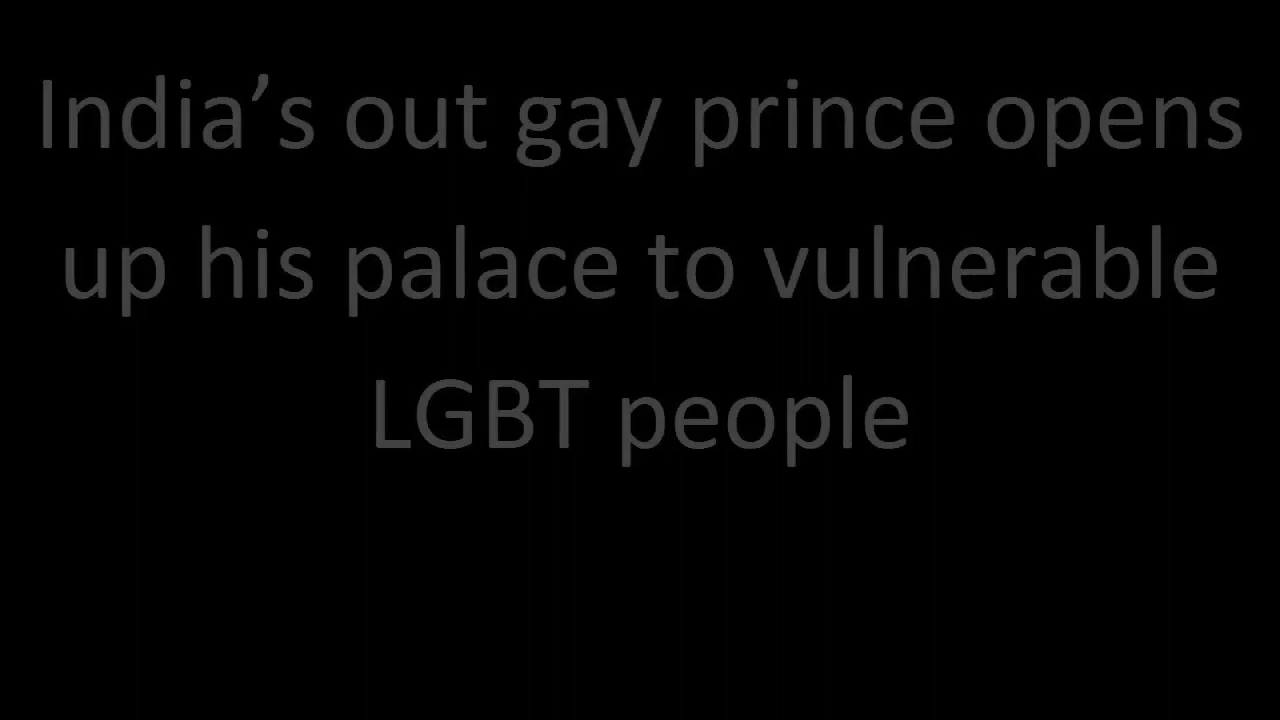 India’s out gay prince opens
up his palace to vulnerable
LGBT people